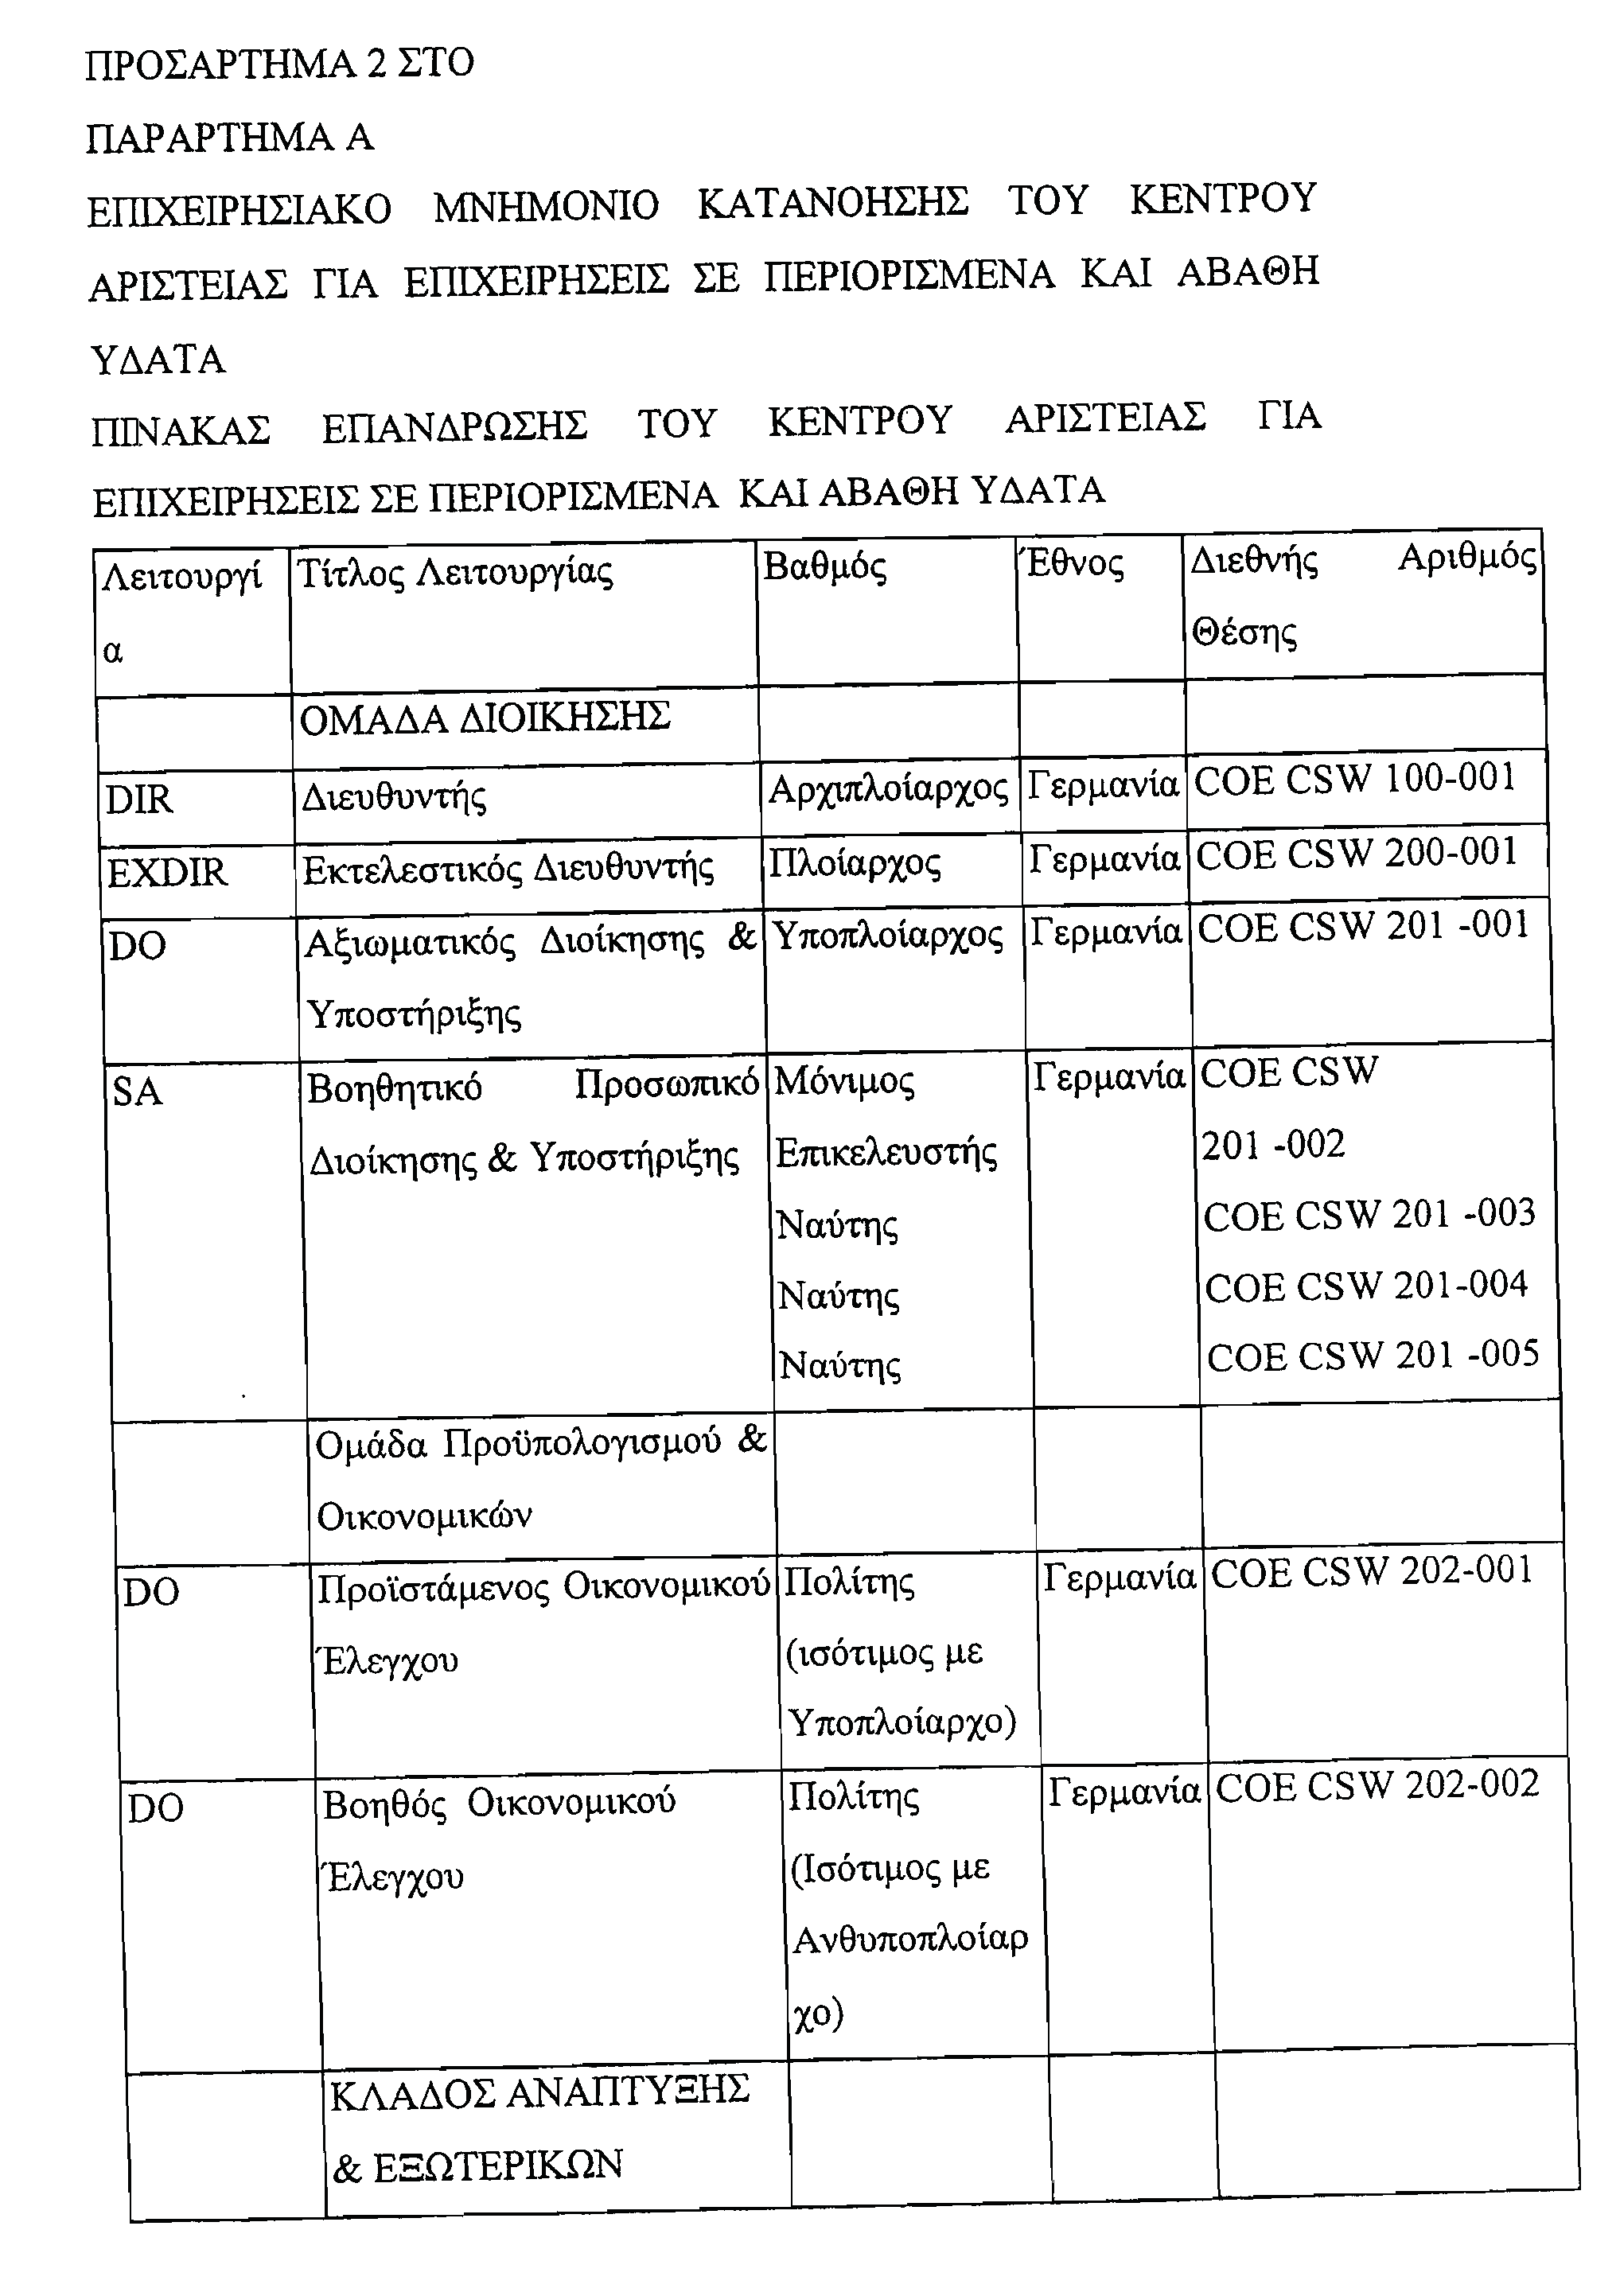 ΠΡΟΣΑΡΤΗΜΑ 2 ΣΤΟ
ΠΑΡΑΡΤΗΜΑ Α
ΕΠΙΧΕΙΡΗΣΙΑΚΟ ΜΝΗΜΟΝΙΟ ΚΑΤΑΝΟΗΣΗΣ ΤΟΥ ΚΕΝΤΡΟΥ
ΑΡΙΣΤΕΙΑΣ ΓΙΑ ΕΠΙΧΕΙΡΗΣΕΙΣ ΣΕ ΠΕΡΙΟΡΙΣΜΕΝΑ ΚΑΙ ΑΒΑΘΗ
ΥΔΑΤΑ
ΠΙΝΑΚΑΣ ΕΠΑΝΔΡΩΣΗΣ ΤΟΥ ΚΕΝΤΡΟΥ ΑΡΙΣΤΕΙΑΣ ΓΙΑ
ΕΠΙΧΕΙΡΗΣΕΙΣ ΣΕ ΠΕΡΙΟΡΙΣΜΕΝΑ ΚΑΙ ΑΒΑΘΗ ΥΔΑΤΑ
Λειτουργί Τίτλος Λειτουργίας Βαθμός Έθνος Διεθνής Αριθμός
α Θέσης
ΟΜΑΔΑ ΔΙΟΙΚΗΣΗΣ
DIR Διευθυντής Αρχιπλοίαρχος Γερμανία COE CSW 100-001
EXDIR Εκτελεστικός Διευθυντής Πλοίαρχος Γερμανία COE CSW 200-001
DO Αξιωματικός Διοίκησης & Υποπλοίαρχος Γερμανία COE CSW 201 -001
Υποστήριξης
SA Βοηθητικό Προσωπικό Μόνιμος Γερμανία COE CSW
Διοίκησης & Υποστήριξης Επικελευστής 201 -002
Ναύτης COE CSW 201 -003
Ναύτης COE CSW 201-004
Ναύτης COE CSW 201 -005
Ομάδα Προϋπολογισμού &
Οικονομικών
DO Προϊστάμενος Οικονομικού Πολίτης Γερμανία COE CSW 202-001
Έλεγχου (ισότιμος με
Υποπλοίαρχο)
DO Βοηθός Οικονομικού Πολίτης Γερμανία COE CSW 202-002
Έλεγχου (Ισότιμος με
Ανθυποπλοίαρ
χο)
ΚΛΑΔΟΣ ΑΝΑΠΤΥΞΗΣ
& ΕΞΩΤΕΡΙΚΩΝ